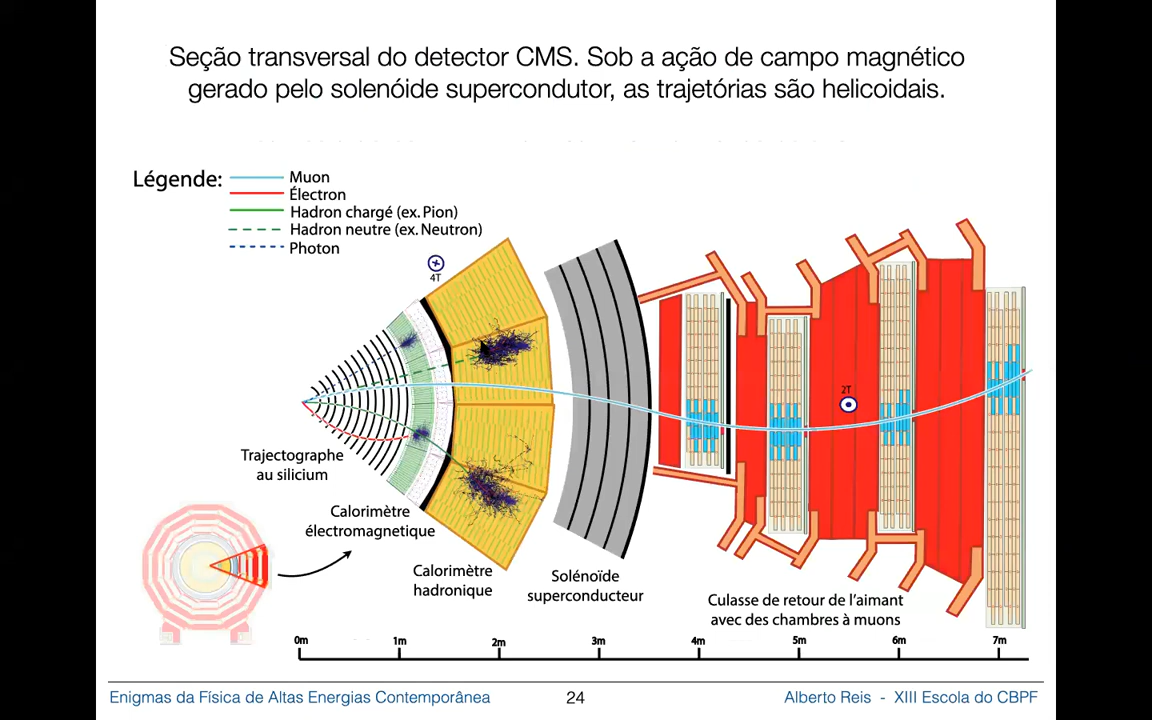 Seção transversal do detector CMS. Sob a ação de campo magnético
gerado pelo solenóide supercondutor, as trajetórias são helicoidais.
Légende:
Muon
Électron
Hadron chargé (ex. Pion)
Hadron neutre (ex. Neutron)
Photon
4T
2T
Trajectographe
au silicium
Calorimètre
électromagnetique
Calorimètre
hadronique
Solénoïde
superconducteur
Culasse de retour de l'aimant
avec des chambres à muons
0m 1m 2m 3m 4m 5m 6m 7m
Enigmas da Física de Altas Energias Contemporânea 24 Alberto Reis - XIII Escola do CBPF